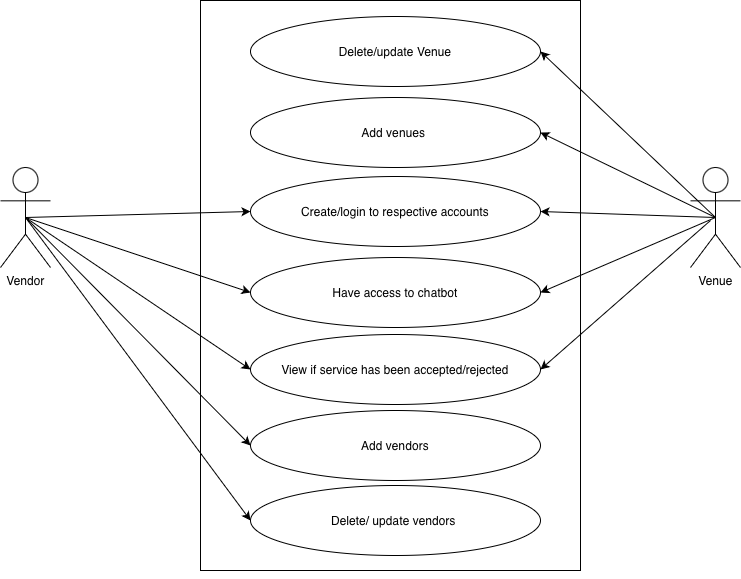 Delete/update Venue
Add venues
Create/login to respective accounts
Vendor
Venue
Have access to chatbot
View if service has been accepted/rejected
Add vendors
Delete/ update vendors